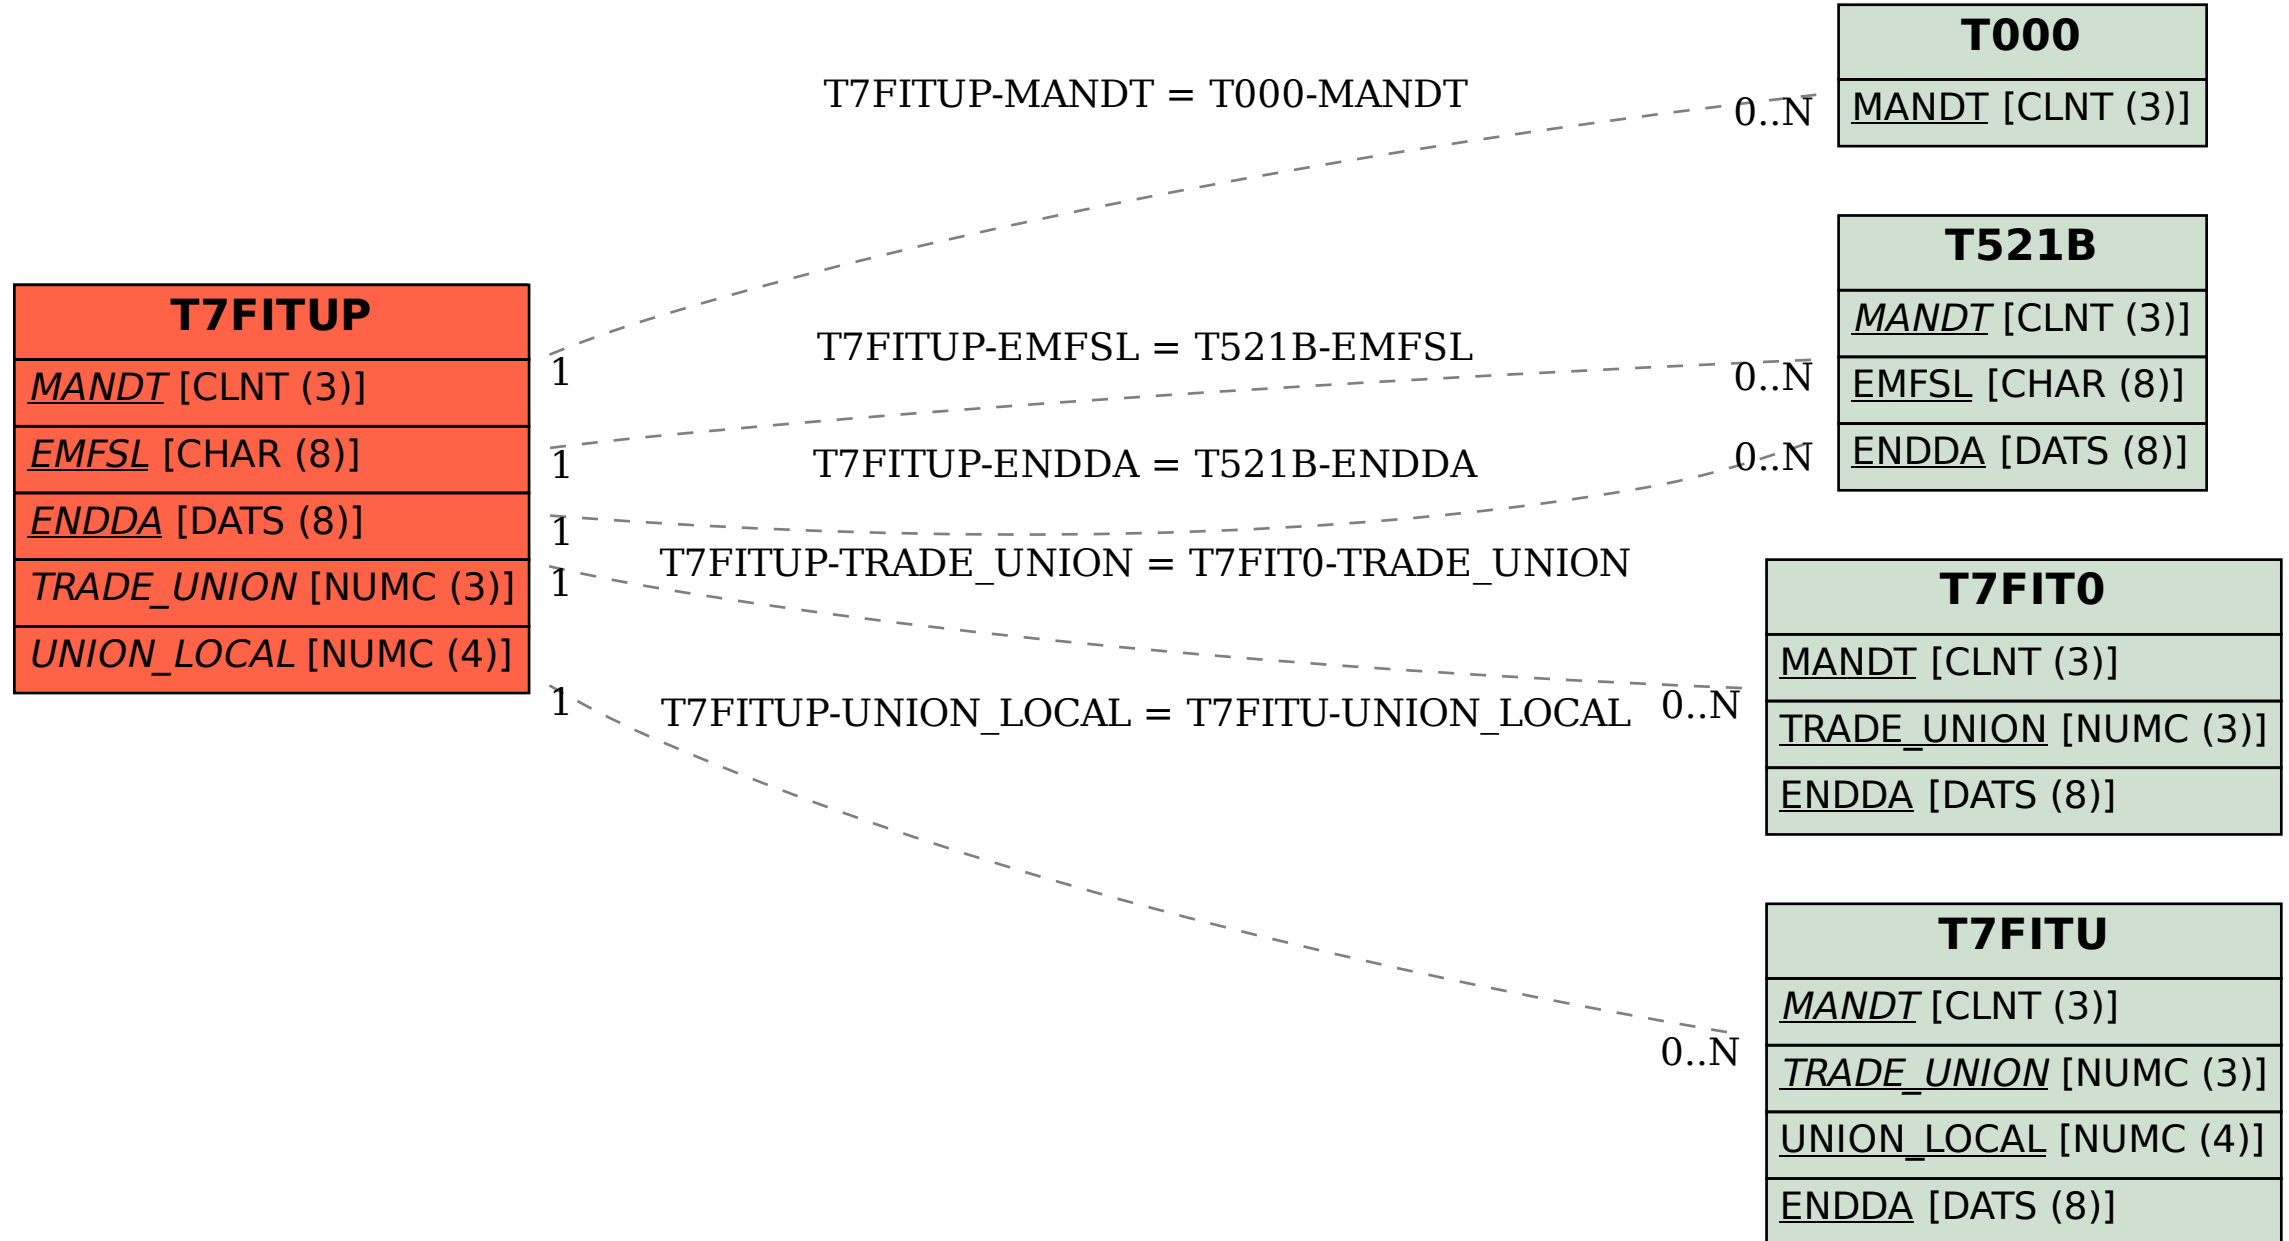 T7FITUP
MANDT [CLNT (3)]
EMFSL [CHAR (8)]
ENDDA [DATS (8)]
TRADE_UNION [NUMC (3)]
UNION_LOCAL [NUMC (4)]
T7FITUP-MANDT = T000-MANDT
1
0..N
T7FITUP-EMFSL = T521B-EMFSL
1
0..N
T7FITUP-ENDDA = T521B-ENDDA
1
0..N
T7FITUP-TRADE_UNION = T7FIT0-TRADE_UNION
1
0..N
T7FITUP-UNION_LOCAL = T7FITU-UNION_LOCAL
1
0..N
T000
MANDT [CLNT (3)]
T521B
MANDT [CLNT (3)]
EMFSL [CHAR (8)]
ENDDA [DATS (8)]
T7FIT0
MANDT [CLNT (3)]
TRADE_UNION [NUMC (3)]
ENDDA [DATS (8)]
T7FITU
MANDT [CLNT (3)]
TRADE_UNION [NUMC (3)]
UNION_LOCAL [NUMC (4)]
ENDDA [DATS (8)]